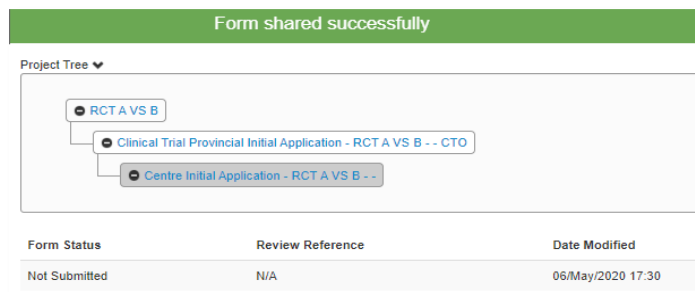 Form shared successfully
Project Tree
RCT A VS B
Clinical Trial Provincial Initial Application - RCT A VS B - - CTO
Centre Initial Application - RCT A VS B - -
Form Status Review Reference Date Modified
Not Submitted N/A 06/May/2020 17:30